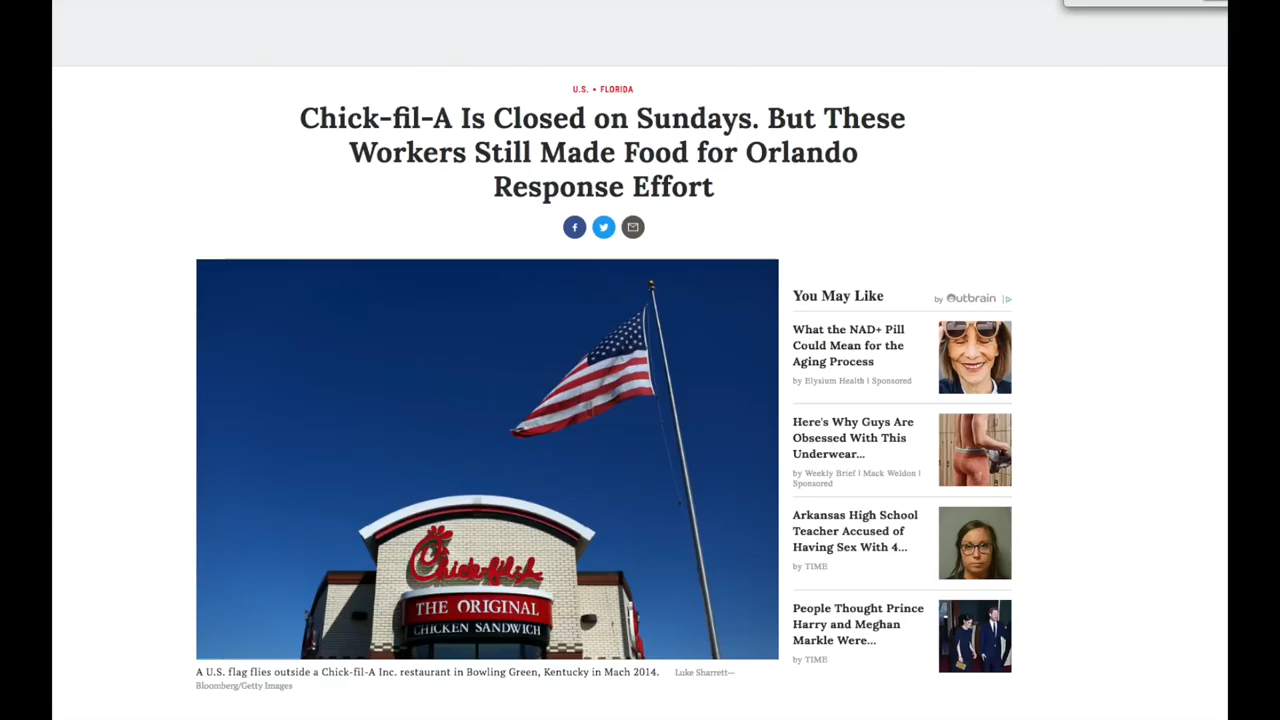 U.S. • FLORIDA
Chick-fil-A Is Closed on Sundays. But These
Workers Still Made Food for Orlando
Response Effort
Chick-fil-A
THE ORIGINAL
CHICKEN SANDWICH
A U.S. flag flies outside a Chick-fil-A Inc. restaurant in Bowling Green, Kentucky in Mach 2014. Luke Sharrett—
Bloomberg/Getty Images
You May Like
by Outbrain
What the NAD+ Pill
Could Mean for the
Aging Process
by Elysium Health | Sponsored
Here's Why Guys Are
Obsessed With This
Underwear...
by Weekly Brief | Mack Weldon |
Sponsored
Arkansas High School
Teacher Accused of
Having Sex With 4...
by TIME
People Thought Prince
Harry and Meghan
Markle Were...
by TIME